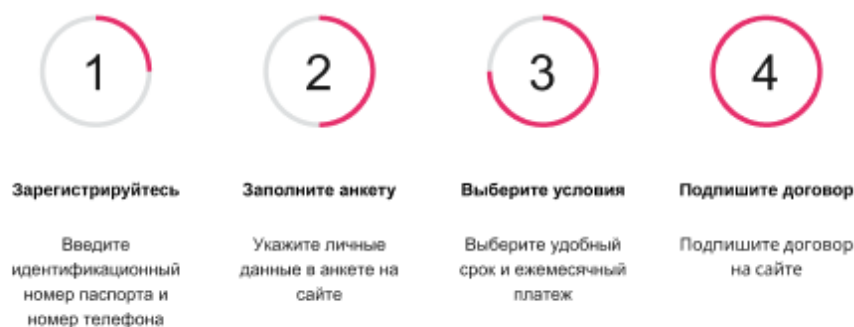 1
2
3
4
Зарегистрируйтесь
Заполните анкету
Выберите условия
Подпишите договор
Введите
идентификационный
номер паспорта и
номер телефона
Укажите личные
данные в анкете на
сайте
Выберите удобный
срок и ежемесячный
платеж
Подпишите договор
на сайте